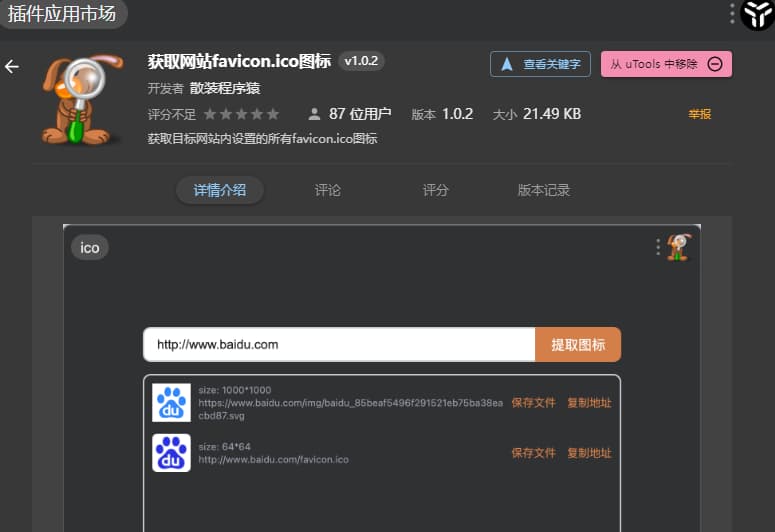 插件应用市场
获取网站favicon.ico图标 v1.0.2
查看关键字
从 uTools 中移除
开发者 散装程序猿
评分不足 87 位用户 版本 1.0.2 大小 21.49 KB 举报
获取目标网站内设置的所有favicon.ico图标
详情介绍 评论 评分 版本记录
ico
http://www.baidu.com 提取图标
du
size: 1000*1000
https://www.baidu.com/img/baidu_85beaf5496f291521eb75ba38ea
cbd87.svg
保存文件 复制地址
du
size: 64*64
http://www.baidu.com/favicon.ico
保存文件 复制地址